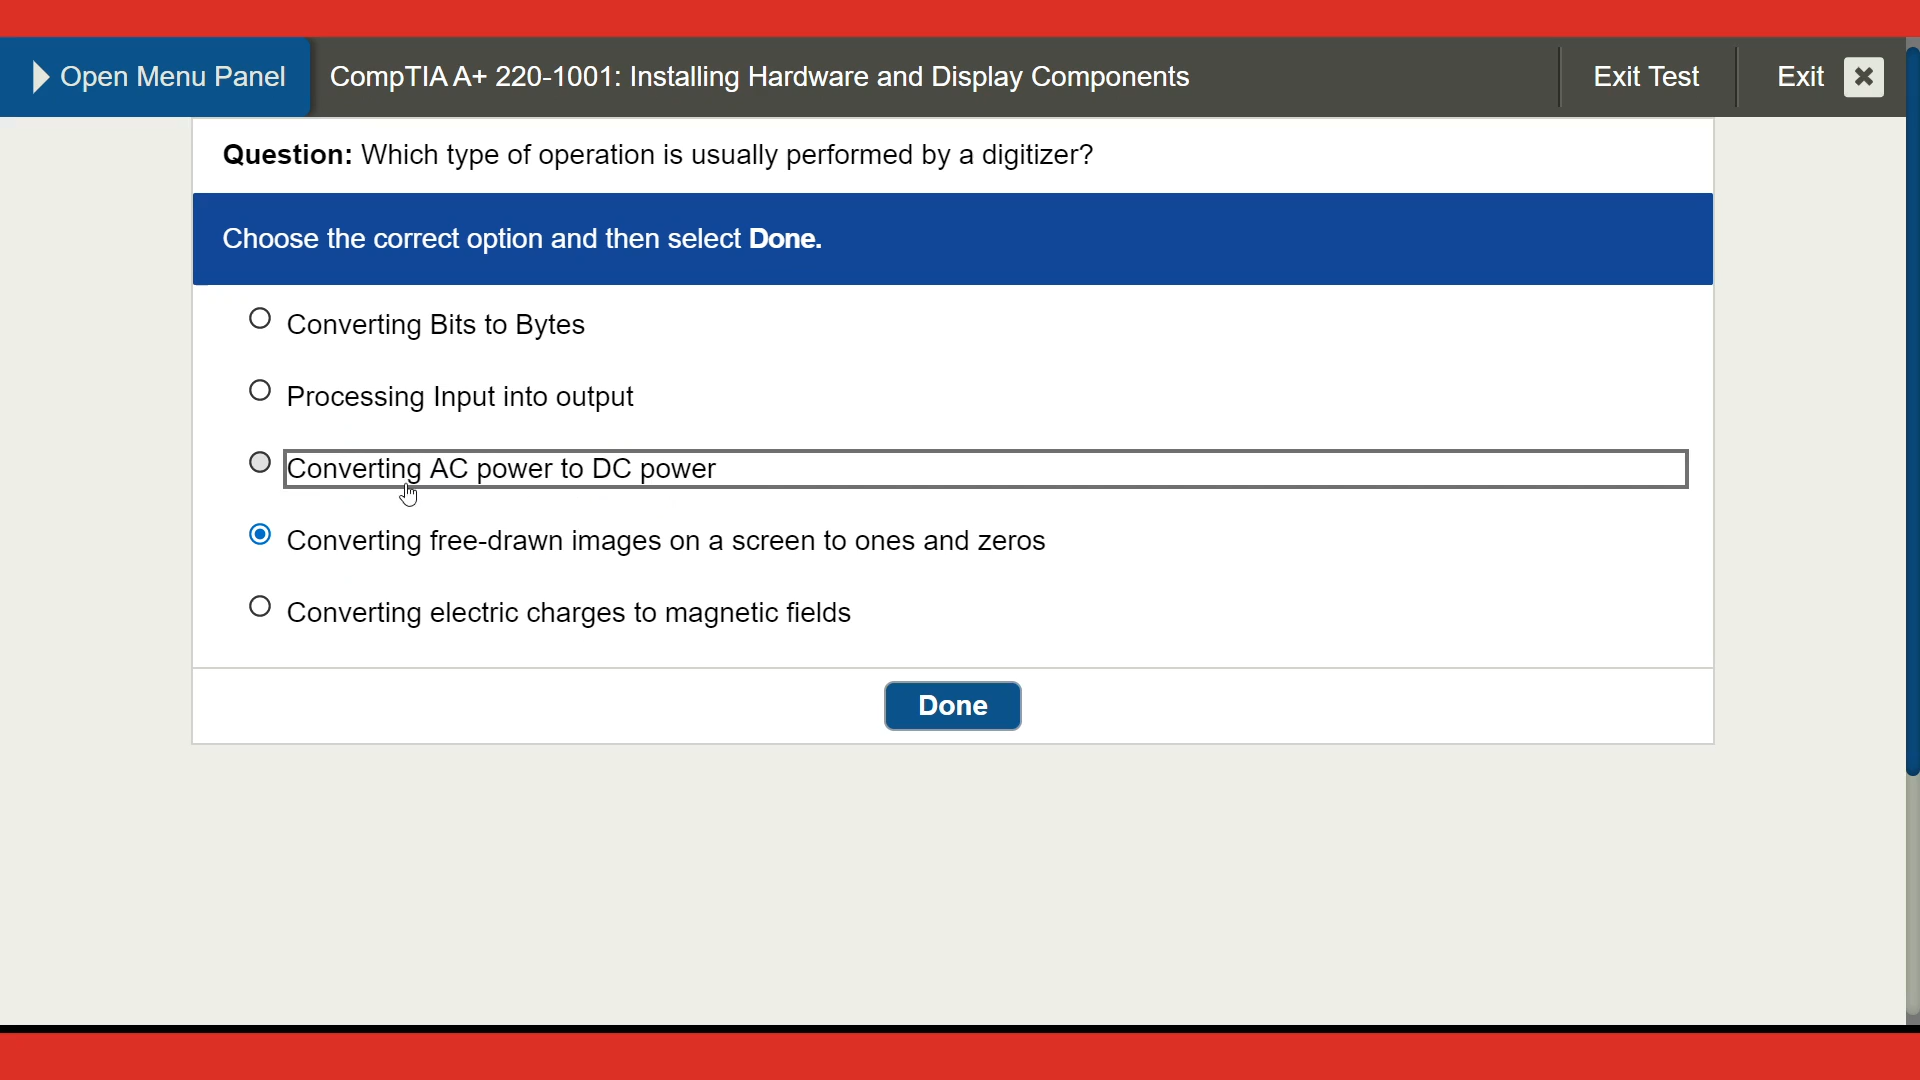 Open Menu Panel
CompTIA A+ 220-1001: Installing Hardware and Display Components
Exit Test
Exit
Question: Which type of operation is usually performed by a digitizer?
Choose the correct option and then select Done.
Converting Bits to Bytes
Processing Input into output
Converting AC power to DC power
Converting free-drawn images on a screen to ones and zeros
Converting electric charges to magnetic fields
Done